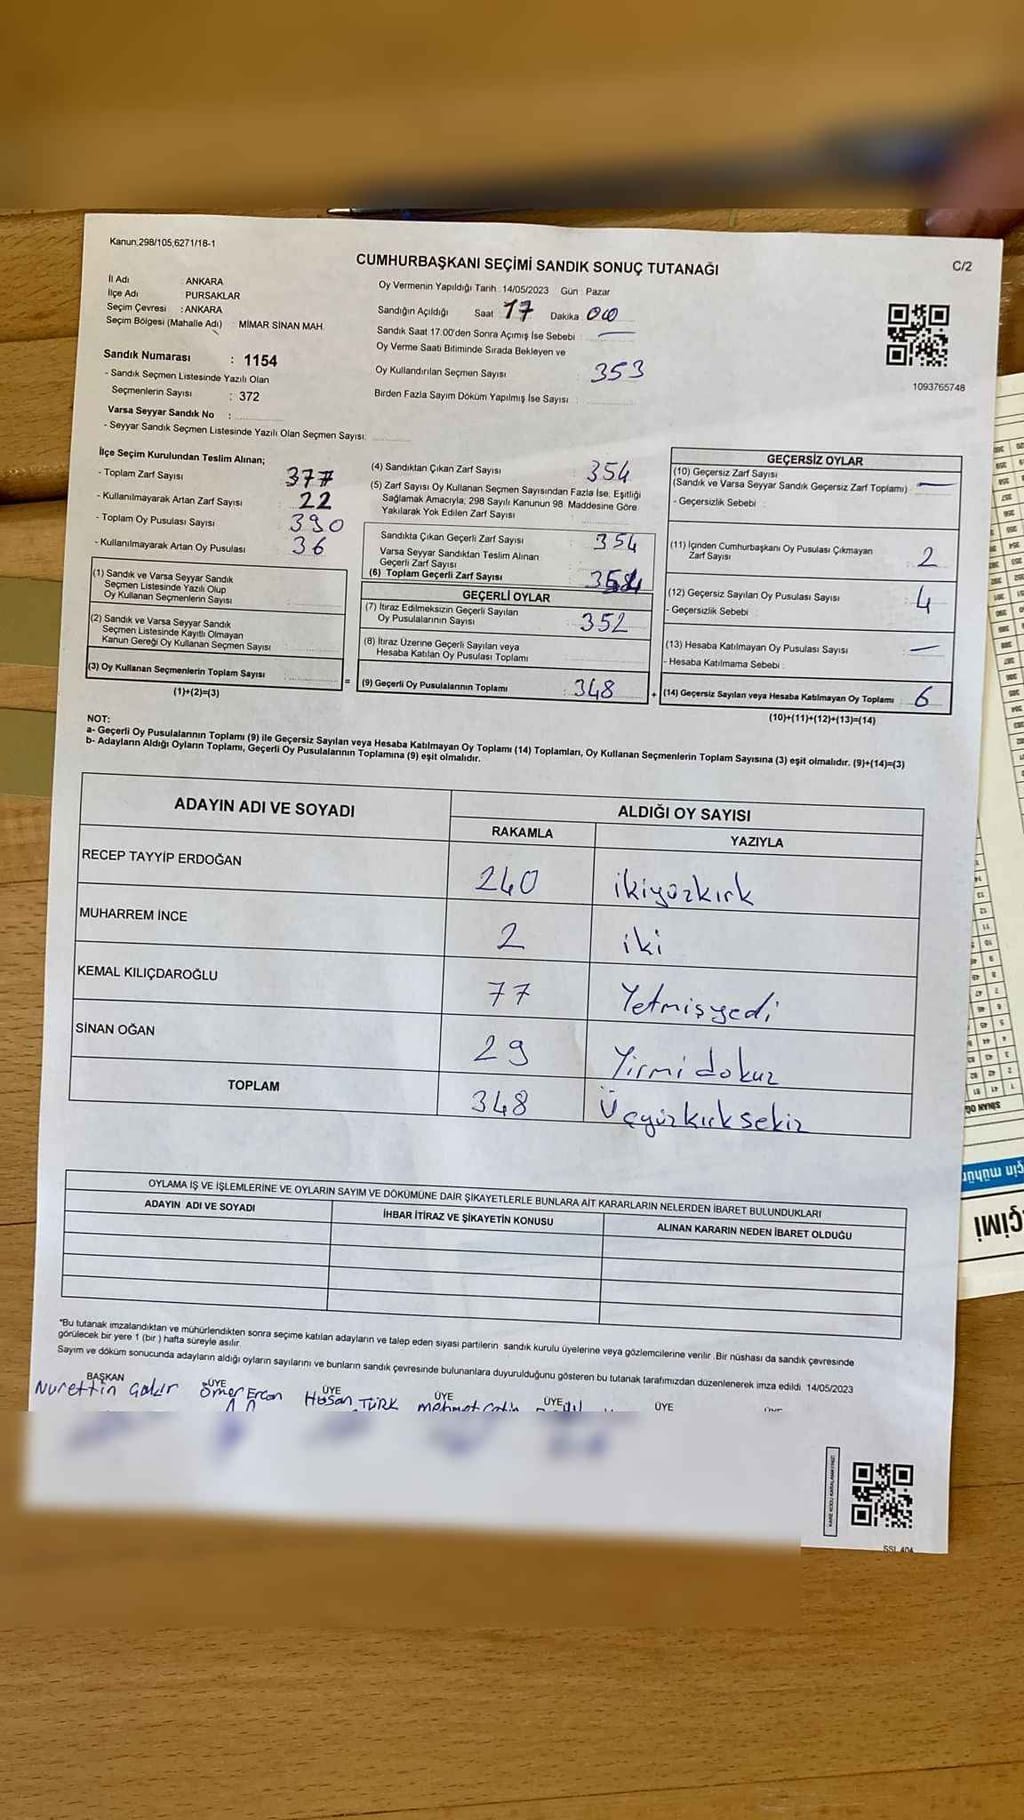 Kanun.298/105,6271/18-1
C/2
CUMHURBAŞKANI SEÇİMİ SANDIK SONUÇ TUTANAĞI
İl Adı : ANKARA
İlçe Adı : PURSAKLAR
Seçim Çevresi : ANKARA
Seçim Bölgesi (Mahalle Adı) : MİMAR SİNAN MAH.
Sandık Numarası : 1154
- Sandık Seçmen Listesinde Yazılı Olan
Seçmenlerin Sayısı : 372
Varsa Seyyar Sandık No :
- Seyyar Sandık Seçmen Listesinde Yazılı Olan Seçmen Sayısı:
Oy Vermenin Yapıldığı Tarih : 14/05/2023 Gün : Pazar
Sandığın Açıldığı Saat 17 Dakika 00
Sandık Saat 17.00'den Sonra Açımış İse Sebebi :
Oy Verme Saati Bitiminde Sırada Bekleyen ve
Oy Kullandırılan Seçmen Sayısı : 353
Birden Fazla Sayım Döküm Yapılmış İse Sayısı :
1093765748
İlçe Seçim Kurulundan Teslim Alınan;
- Toplam Zarf Sayısı 377
- Kullanılmayarak Artan Zarf Sayısı 22
- Toplam Oy Pusulası Sayısı 390
- Kullanılmayarak Artan Oy Pusulası 36
(1) Sandık ve Varsa Seyyar Sandık
Seçmen Listesinde Yazılı Olup
Oy Kullanan Seçmenlerin Sayısı
(2) Sandık ve Varsa Seyyar Sandık
Seçmen Listesinde Kayıtlı Olmayan
Kanun Gereği Oy Kullanan Seçmen Sayısı
(3) Oy Kullanan Seçmenlerin Toplam Sayısı
(1)+(2)=(3)
=
(4) Sandıktan Çıkan Zarf Sayısı : 354
(5) Zarf Sayısı Oy Kullanan Seçmen Sayısından Fazla İse, Eşitliği
Sağlamak Amacıyla, 298 Sayılı Kanunun 98. Maddesine Göre
Yakılarak Yok Edilen Zarf Sayısı
Sandıkta Çıkan Geçerli Zarf Sayısı : 354
Varsa Seyyar Sandıktan Teslim Alınan
Geçerli Zarf Sayısı
(6) Toplam Geçerli Zarf Sayısı
GEÇERLİ OYLAR
(7) İtiraz Edilmeksizin Geçerli Sayılan
Oy Pusulalarının Sayısı : 352
(8) İtiraz Üzerine Geçerli Sayılan veya
Hesaba Katılan Oy Pusulası Toplamı
(9) Geçerli Oy Pusulalarının Toplamı : 348
+
GEÇERSİZ OYLAR
(10) Geçersiz Zarf Sayısı
(Sandık ve Varsa Seyyar Sandık Geçersiz Zarf Toplamı) : —
- Geçersizlik Sebebi :
(11) İçinden Cumhurbaşkanı Oy Pusulası Çıkmayan
Zarf Sayısı 2
(12) Geçersiz Sayılan Oy Pusulası Sayısı 4
- Geçersizlik Sebebi :
(13) Hesaba Katılmayan Oy Pusulası Sayısı : —
- Hesaba Katılmama Sebebi :
(14) Geçersiz Sayılan veya Hesaba Katılmayan Oy Toplamı 6
(10)+(11)+(12)+(13)=(14)
NOT:
a- Geçerli Oy Pusulalarının Toplamı (9) ile Geçersiz Sayılan veya Hesaba Katılmayan Oy Toplamı (14) Toplamları, Oy Kullanan Seçmenlerin Toplam Sayısına (3) eşit olmalıdır. (9)+(14)=(3)
b- Adayların Aldığı Oyların Toplamı, Geçerli Oy Pusulalarının Toplamına (9) eşit olmalıdır.
ADAYIN ADI VE SOYADI
ALDIĞI OY SAYISI
RAKAMLA YAZIYLA
RECEP TAYYİP ERDOĞAN 240 ikiyüzkırk
MUHARREM İNCE 2 iki
KEMAL KILIÇDAROĞLU 77 Yetmişyedi
SİNAN OĞAN 29 Yirmidokuz
TOPLAM 348 Üçyüzkırksekiz
OYLAMA İŞ VE İŞLEMLERİNE VE OYLARIN SAYIM VE DÖKÜMÜNE DAİR ŞİKAYETLERLE BUNLARA AİT KARARLARIN NELERDEN İBARET BULUNDUKLARI
ADAYIN ADI VE SOYADI İHBAR İTİRAZ VE ŞİKAYETİN KONUSU ALINAN KARARIN NEDEN İBARET OLDUĞU
*Bu tutanak imzalandıktan ve mühürlendikten sonra seçime katılan adayların ve talep eden siyasi partilerin sandık kurulu üyelerine veya gözlemcilerine verilir. Bir nüshası da sandık çevresinde
görülecek bir yere 1 (bir) hafta süreyle asılır.
Sayım ve döküm sonucunda adayların aldığı oyların sayılarını ve bunların sandık çevresinde bulunanlara duyurulduğunu gösteren bu tutanak tarafımızdan düzenlenerek imza edildi. 14/05/2023
BAŞKAN ÜYE ÜYE ÜYE ÜYE ÜYE
Nurettin Ömer Ercan Hasan TÜRK Mehmet
SİNAN
için mühür